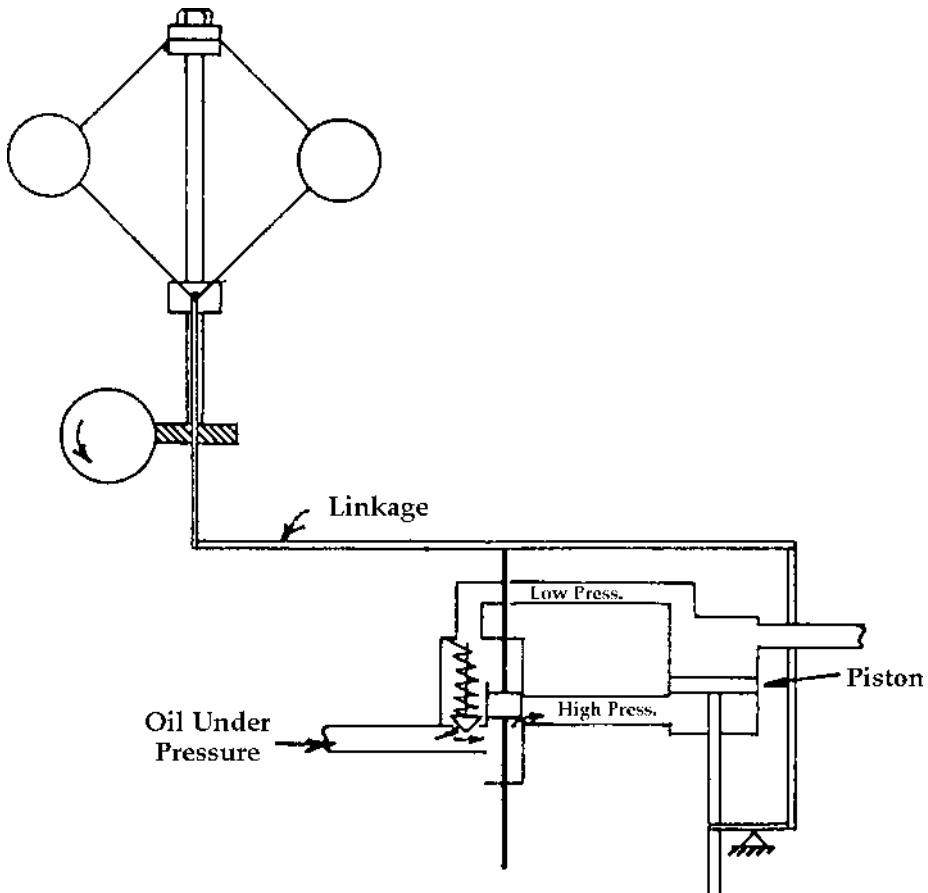 Linkage
Low Press.
Piston
High Press.
Oil Under
Pressure